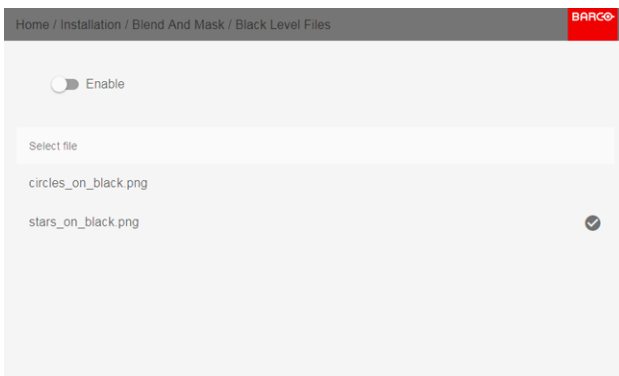 Home / Installation / Blend And Mask / Black Level Files
BARCO
Enable
Select file
circles_on_black.png
stars_on_black.png